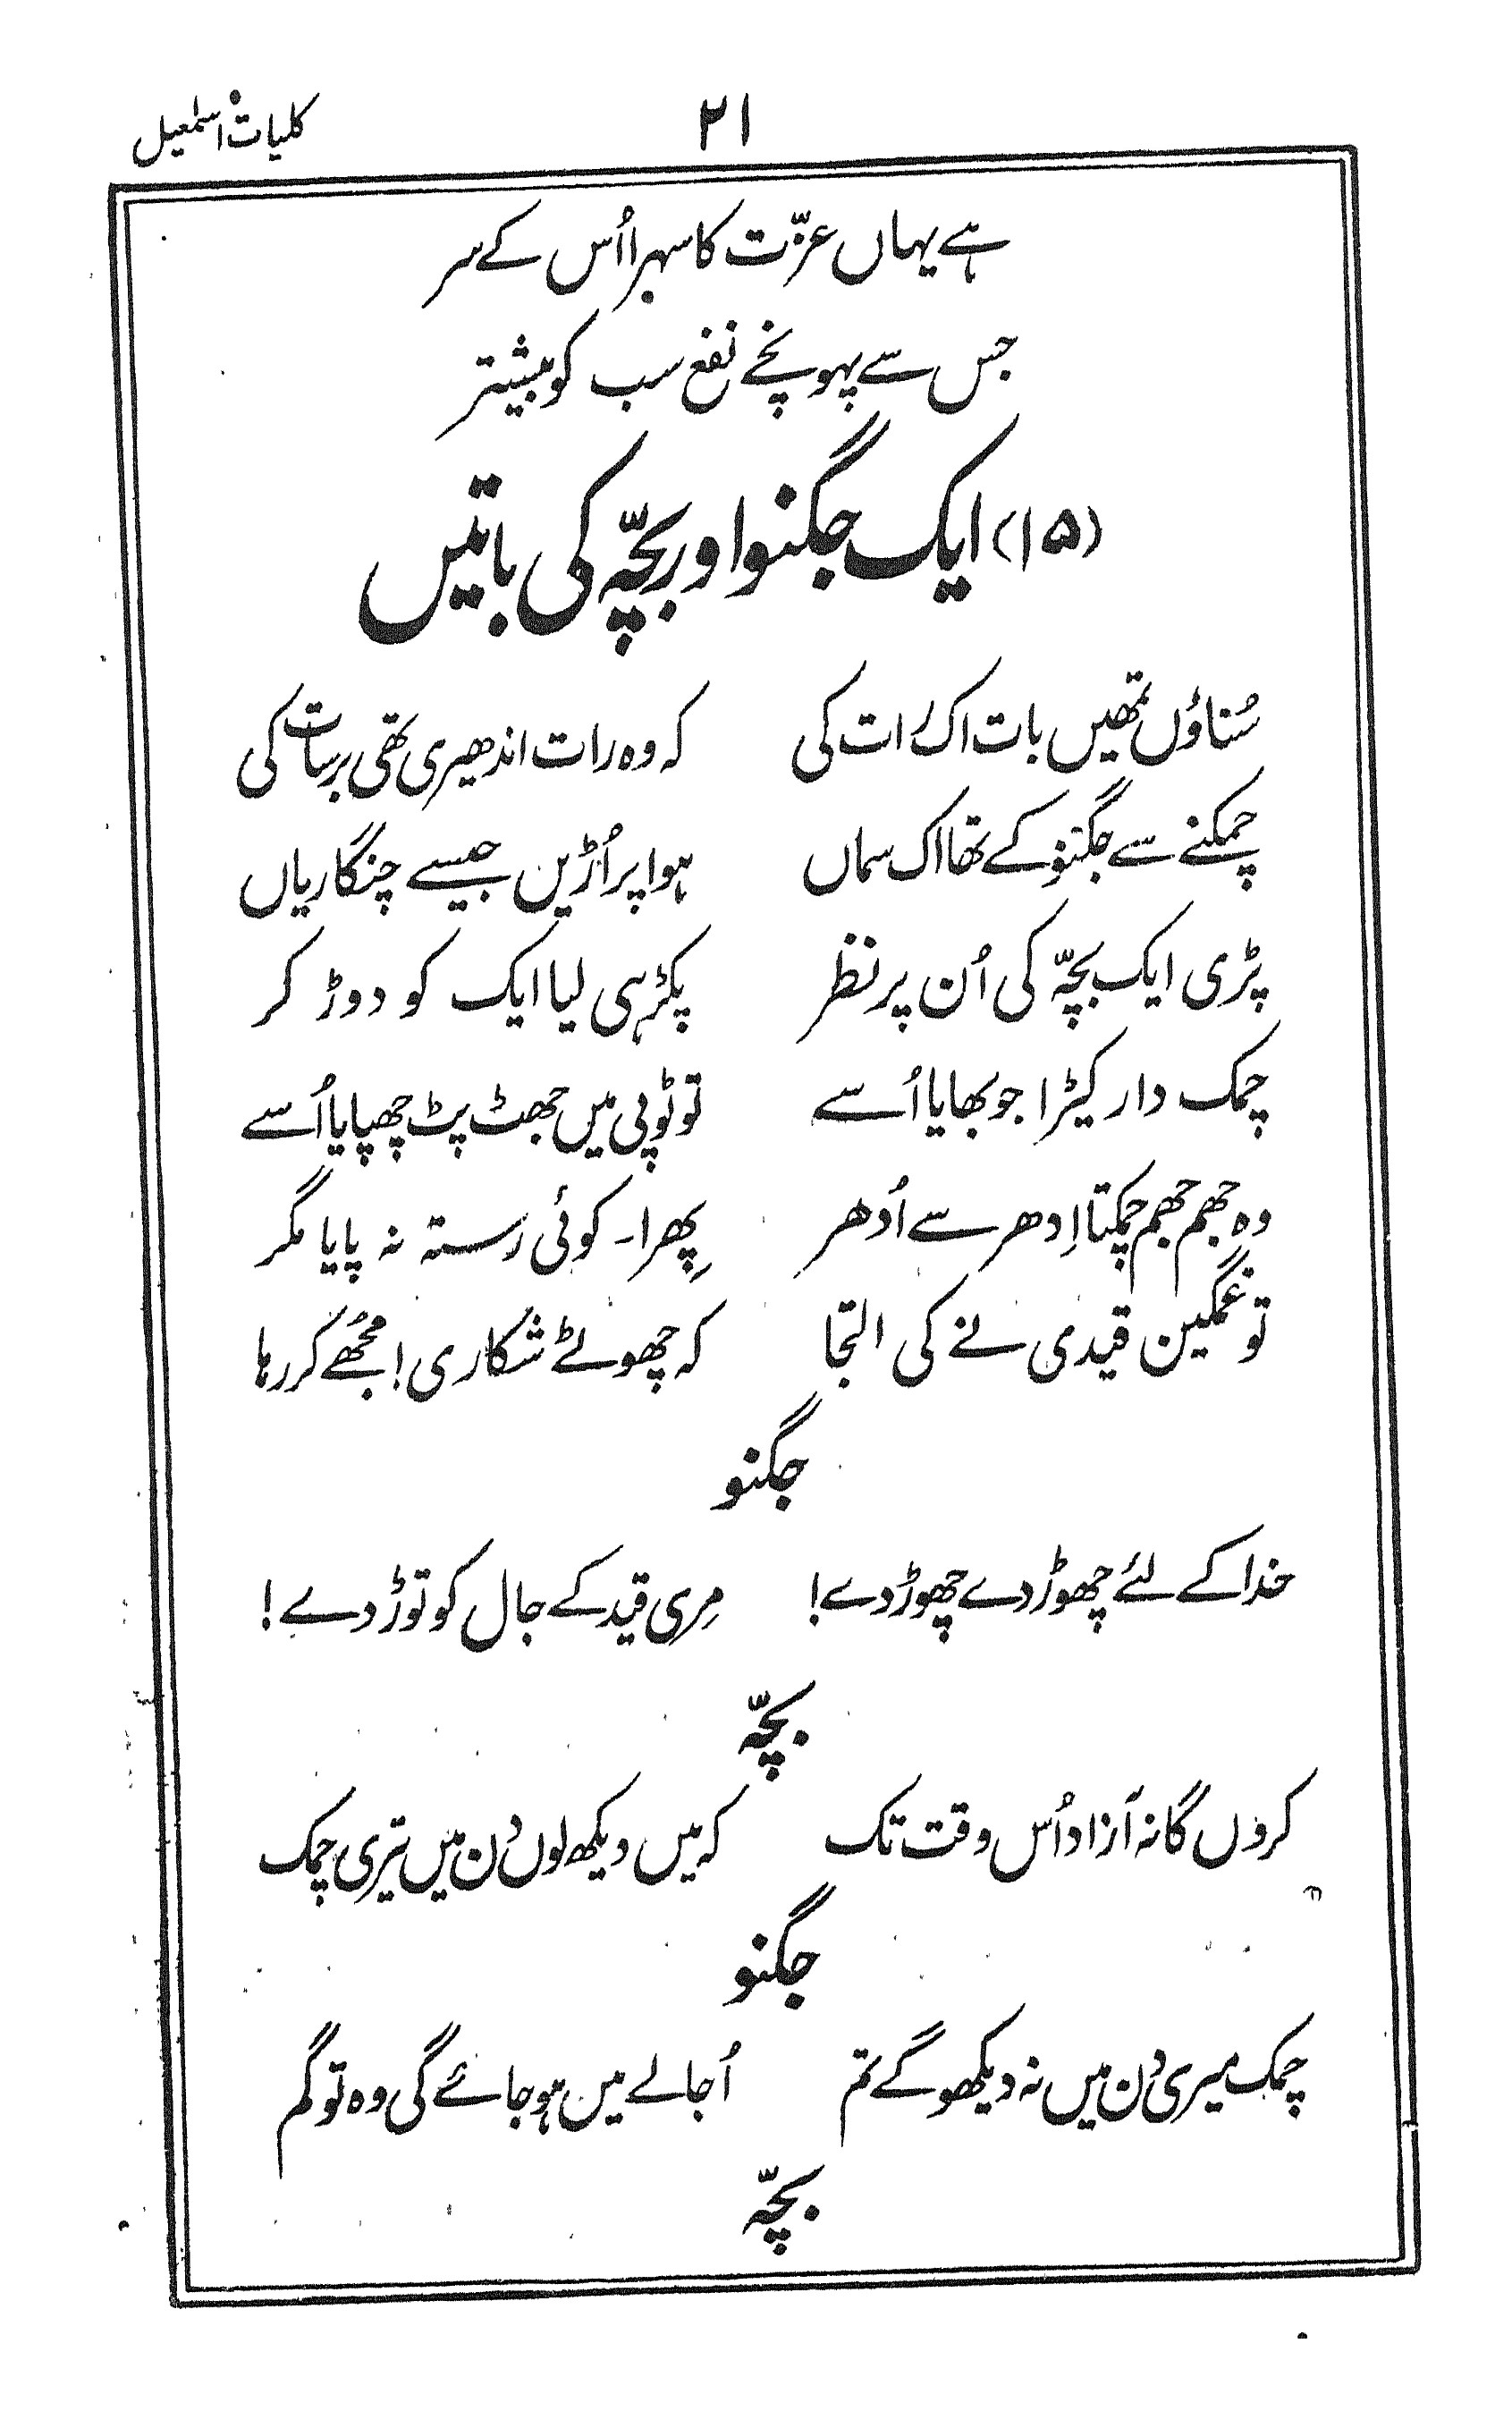 ۲۱ کلیاتِ اسمٰعیل
ہے یہاں عزّت کا سہرا اُس کے سر
جس سے پہونچے نفع سب کو بیشتر
(۱۵) ایک جگنو اور بچّہ کی باتیں
سُناؤں تمھیں بات اک رات کی کہ وہ رات اندھیری تھی برسات کی
چمکنے سے جگنو کے تھا اک سماں ہوا پر اُڑیں جیسے چنگاریاں
پڑی ایک بچّہ کی اُن پر نظر پکڑ ہی لیا ایک کو دوڑ کر
چمک دار کیڑا جو بھایا اُسے تو ٹوپی میں جھٹ پٹ چھپایا اُسے
وہ جھم جھم چمکتا اِدھر سے اُدھر پِھرا۔ کوئی رستہ نہ پایا مگر
تو غمگین قیدی نے کی التجا کہ چھوٹے شکاری! مجھے کر رہا
جگنو
خدا کے لئے چھوڑ دے چھوڑ دے! مِری قید کے جال کو توڑ دے!
بچّہ
کروں گا نہ آزاد اُس وقت تک کہ میں دیکھ لوں دن میں تیری چمک
جگنو
چمک میری دن میں نہ دیکھو گے تم اُجالے میں ہو جائے گی وہ تو گم
بچّہ